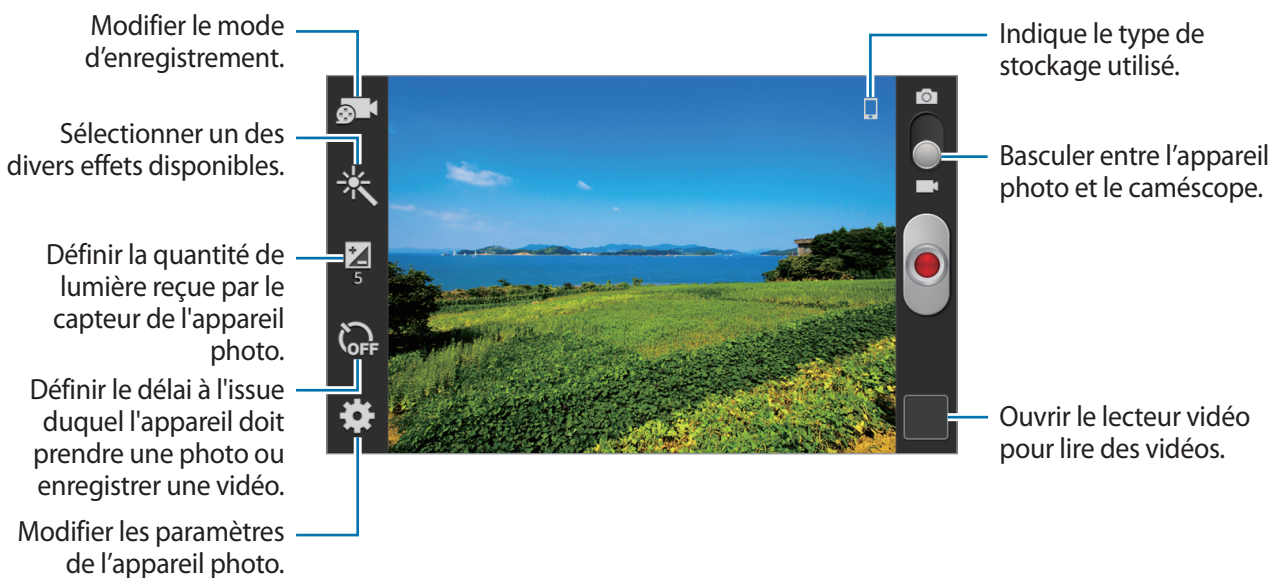 Modifier le mode
d'enregistrement.
Sélectionner un des
divers effets disponibles.
Définir la quantité de
lumière reçue par le
capteur de l'appareil
photo.
Définir le délai à l'issue
duquel l'appareil doit
prendre une photo ou
enregistrer une vidéo.
Modifier les paramètres
de l’appareil photo.
5
OFF
Indique le type de
stockage utilisé.
Basculer entre l’appareil
photo et le caméscope.
Ouvrir le lecteur vidéo
pour lire des vidéos.